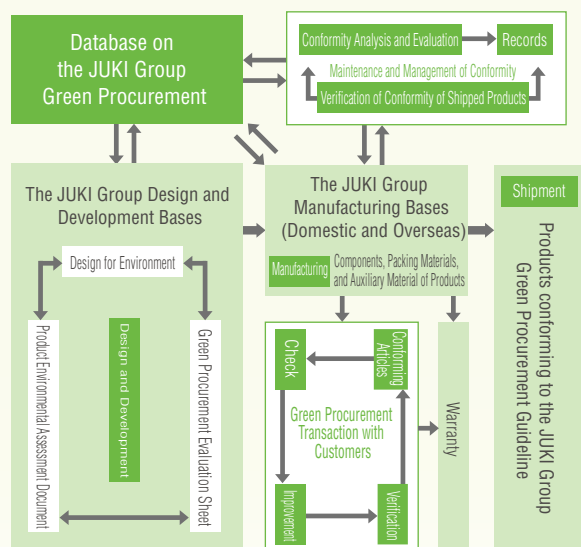 Database on
the JUKI Group
Green Procurement
Conformity Analysis and Evaluation
Records
Maintenance and Management of Conformity
Verification of Conformity of Shipped Products
The JUKI Group Design and
Development Bases
Design for Environment
Product Environmental Assessment Document
Design and Development
Green Procurement Evaluation Sheet
The JUKI Group
Manufacturing Bases
(Domestic and Overseas)
Manufacturing
Components, Packing Materials,
and Auxiliary Material of Products
Check
Conforming
Articles
Green Procurement
Transaction with
Customers
Improvement
Verification
Warranty
Shipment
Products conforming to the JUKI Group
Green Procurement Guideline